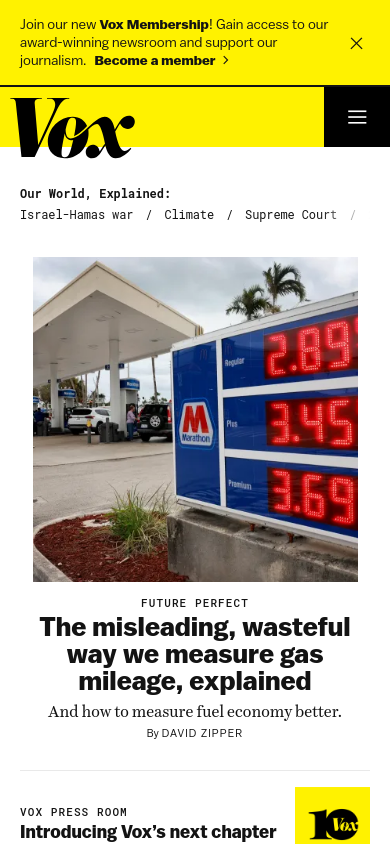 Join our new Vox Membership! Gain access to our
award-winning newsroom and support our
journalism. Become a member
Vox
Our World, Explained:
Israel-Hamas war / Climate / Supreme Court /
Regular 2.89
Plus 3.45
Premium 3.69
M
Marathon
FUTURE PERFECT
The misleading, wasteful
way we measure gas
mileage, explained
And how to measure fuel economy better.
By DAVID ZIPPER
VOX PRESS ROOM
Introducing Vox's next chapter
10
Vox